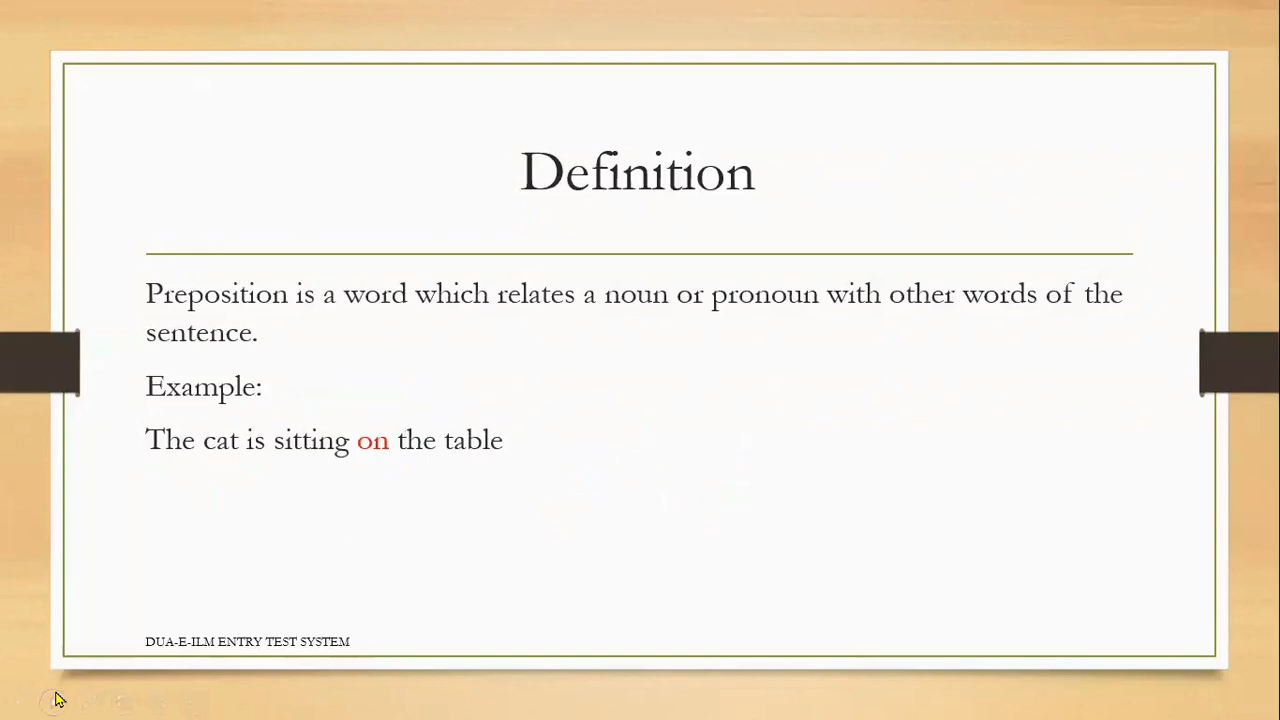 Definition
Preposition is a word which relates a noun or pronoun with other words of the
sentence.
Example:
The cat is sitting on the table
DUA-E-ILM ENTRY TEST SYSTEM